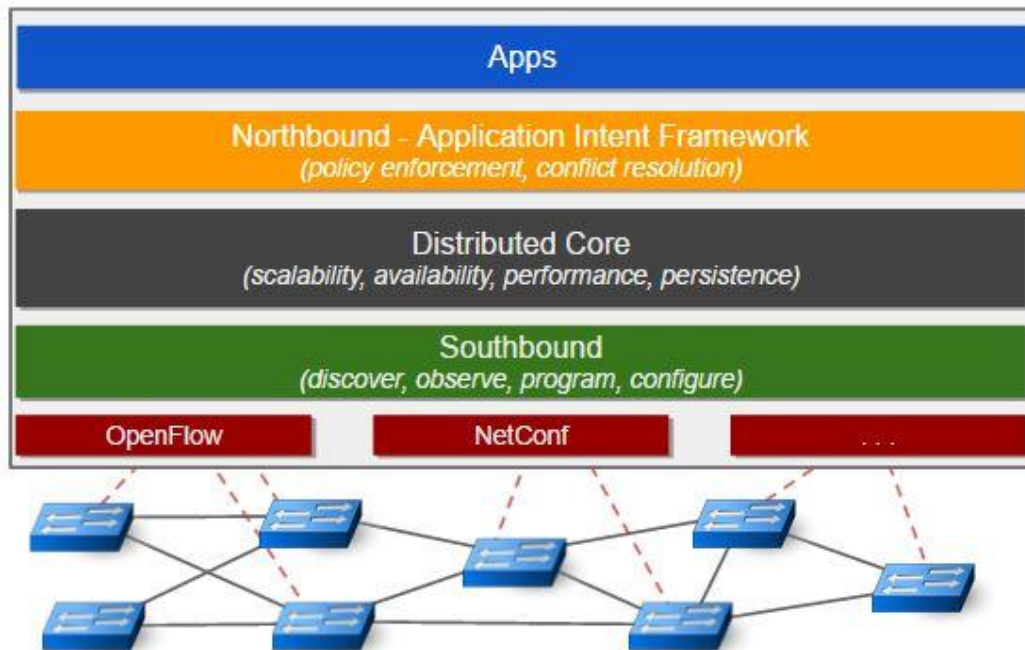 Apps
Northbound - Application Intent Framework
(policy enforcement, conflict resolution)
Distributed Core
(scalability, availability, performance, persistence)
Southbound
(discover, observe, program, configure)
OpenFlow
NetConf
. . .